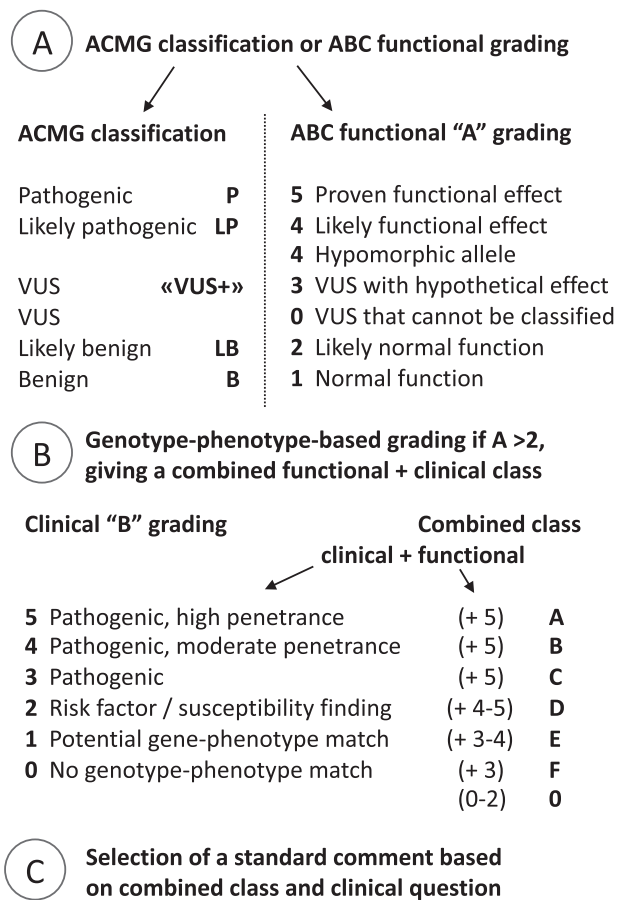 A
ACMG classification or ABC functional grading
ACMG classification
ABC functional “A” grading
Pathogenic P
Likely pathogenic LP
VUS «VUS+»
VUS
Likely benign LB
Benign B
5 Proven functional effect
4 Likely functional effect
4 Hypomorphic allele
3 VUS with hypothetical effect
0 VUS that cannot be classified
2 Likely normal function
1 Normal function
B
Genotype-phenotype-based grading if A >2,
giving a combined functional + clinical class
Clinical “B” grading
Combined class
clinical + functional
5 Pathogenic, high penetrance (+ 5) A
4 Pathogenic, moderate penetrance (+ 5) B
3 Pathogenic (+ 5) C
2 Risk factor / susceptibility finding (+ 4-5) D
1 Potential gene-phenotype match (+ 3-4) E
0 No genotype-phenotype match (+ 3) F
(0-2) 0
C
Selection of a standard comment based
on combined class and clinical question